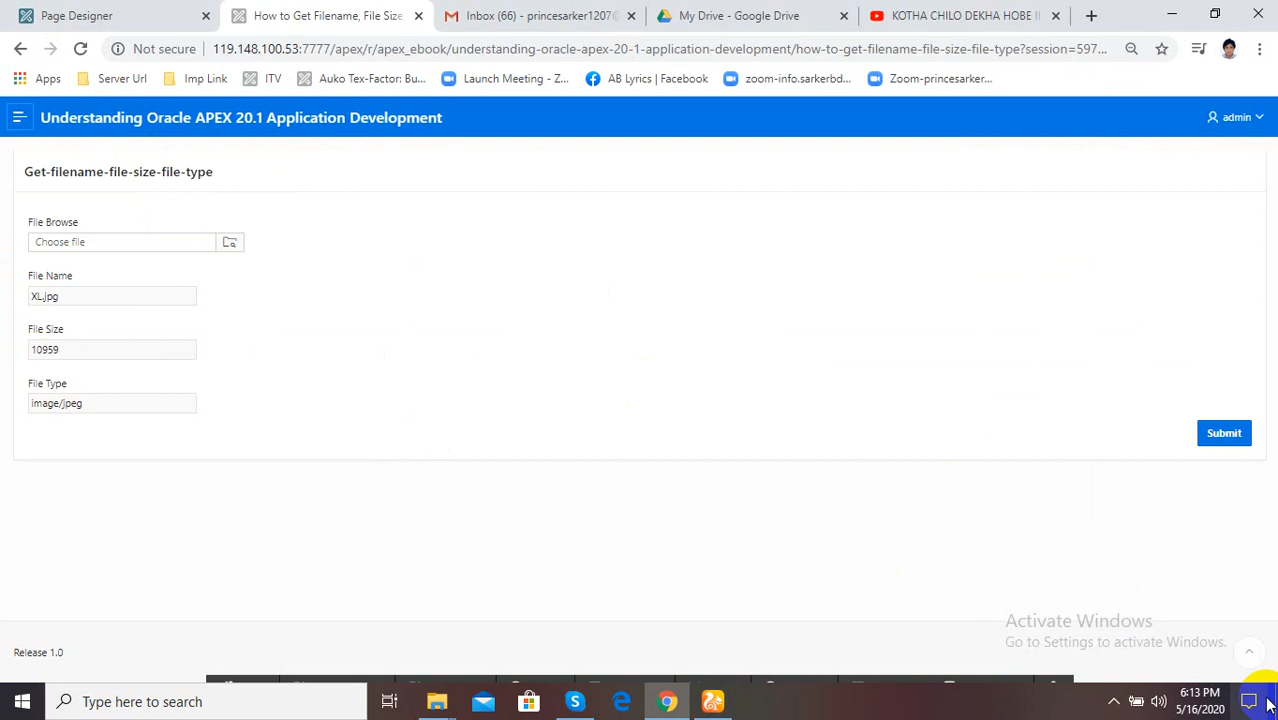 Page Designer
How to Get Filename, File Size,
Inbox (66) - princesarker1207@
My Drive - Google Drive
KOTHA CHILO DEKHA HOBE I
Not secure
119.148.100.53:7777/apex/r/apex_ebook/understanding-oracle-apex-20-1-application-development/how-to-get-filename-file-size-file-type?session=597...
Apps
Server Url
Imp Link
ITV
Auko Tex-Factor: Bu...
Launch Meeting - Z...
AB Lyrics | Facebook
zoom-info.sarkerbd...
Zoom-princesarker...
Understanding Oracle APEX 20.1 Application Development
admin
Get-filename-file-size-file-type
File Browse
Choose file
File Name
XL.jpg
File Size
10959
File Type
image/jpeg
Submit
Activate Windows
Go to Settings to activate Windows.
Release 1.0
Type here to search
6:13 PM
5/16/2020